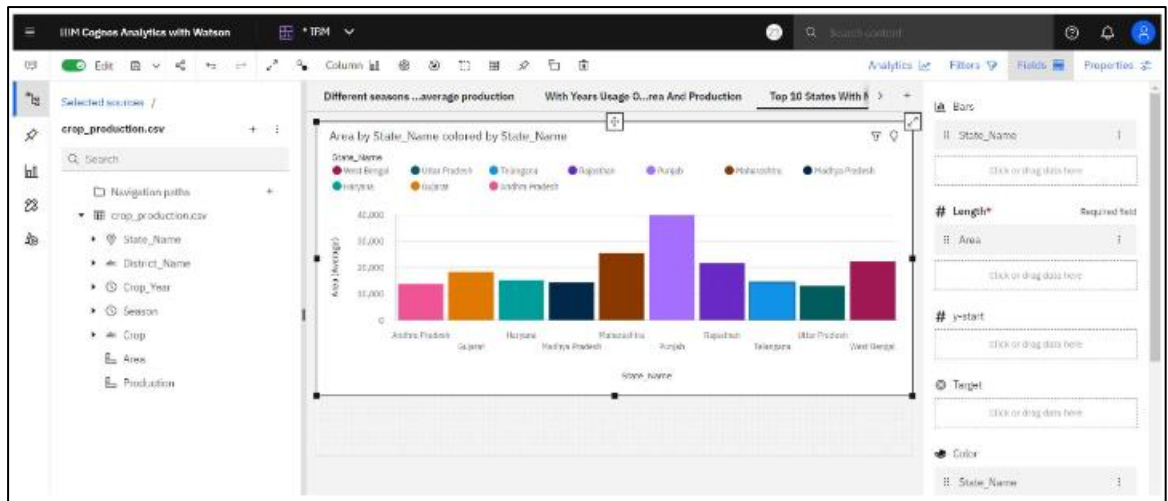 IBM Cognos Analytics with Watson
* IBM
Search content
Edit
Column
Analytics
Filters
Fields
Properties
Selected sources /
crop_production.csv
Search
Navigation paths
crop_production.csv
State_Name
District_Name
Crop_Year
Season
Crop
Area
Production
Different seasons ...average production
With Years Usage O...rea And Production
Top 10 States With
Area by State_Name colored by State_Name
State_Name
West Bengal
Uttar Pradesh
Telangana
Rajasthan
Punjab
Maharashtra
Madhya Pradesh
Haryana
Gujarat
Andhra Pradesh
Area (Average)
40,000
30,000
20,000
10,000
0
Andhra Pradesh
Gujarat
Haryana
Madhya Pradesh
Maharashtra
Punjab
Rajasthan
Telangana
Uttar Pradesh
West Bengal
State_Name
Bars
State_Name
Click or drag data here
# Length*
Required field
Area
Click or drag data here
# y-start
Click or drag data here
Target
Click or drag data here
Color
State_Name